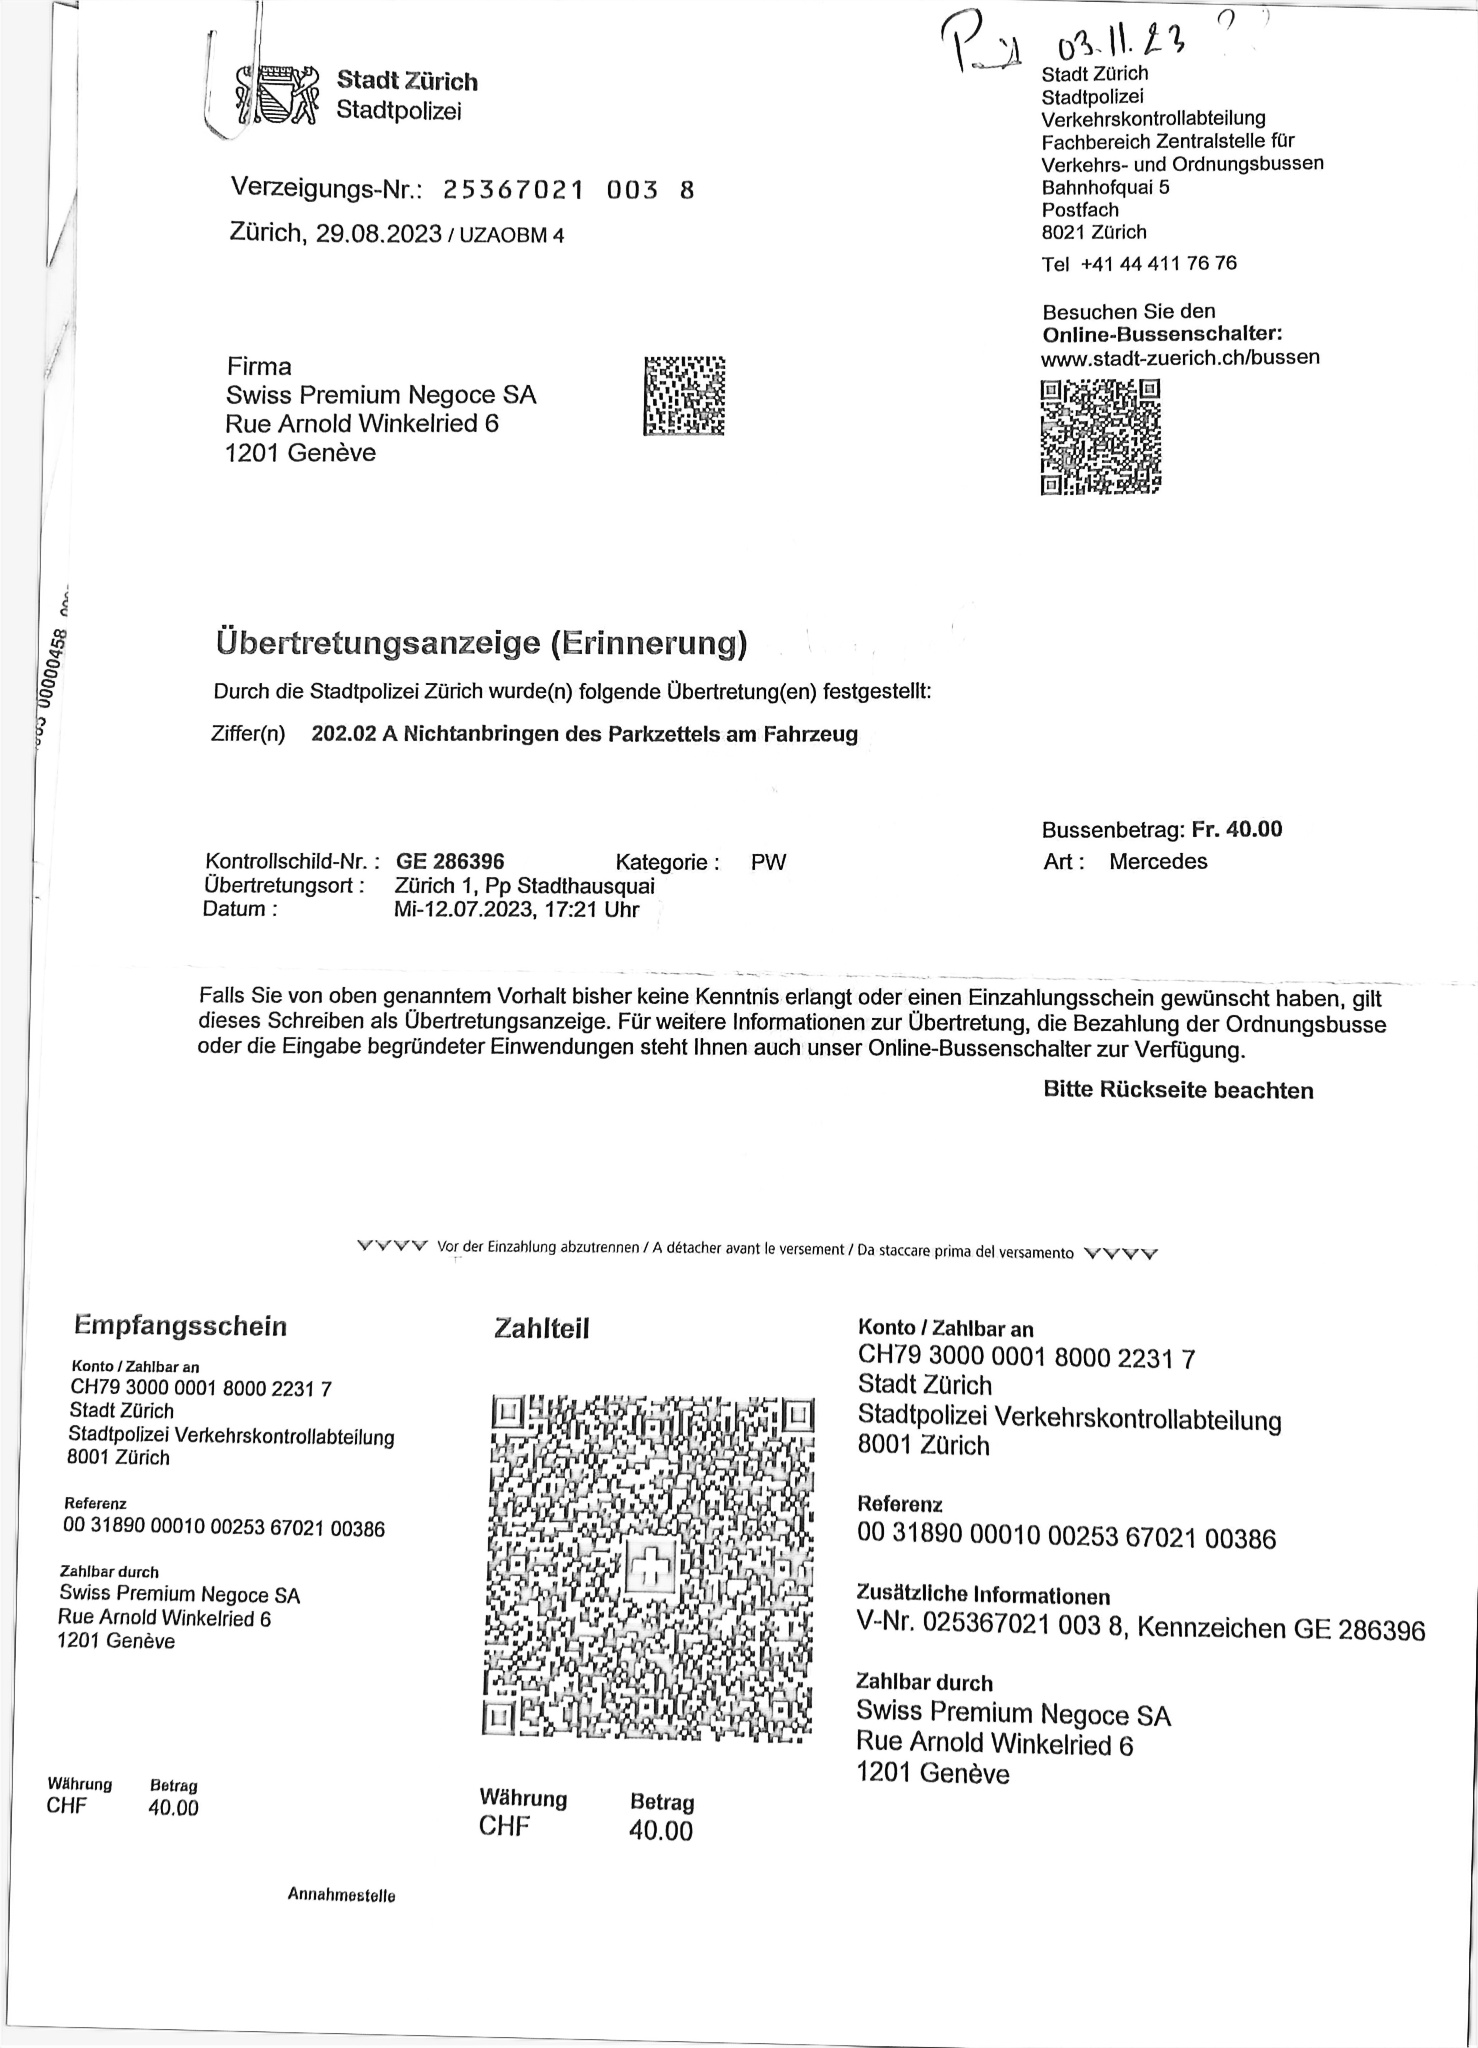 03.11.23
Stadt Zürich
Stadtpolizei
Stadt Zürich
Stadtpolizei
Verkehrskontrollabteilung
Fachbereich Zentralstelle für
Verkehrs- und Ordnungsbussen
Bahnhofquai 5
Postfach
8021 Zürich
Tel +41 44 411 76 76
Verzeigungs-Nr.: 25367021 003 8
Zürich, 29.08.2023 / UZAOBM 4
Besuchen Sie den
Online-Bussenschalter:
www.stadt-zuerich.ch/bussen
Firma
Swiss Premium Negoce SA
Rue Arnold Winkelried 6
1201 Genève
00000458
Übertretungsanzeige (Erinnerung)
Durch die Stadtpolizei Zürich wurde(n) folgende Übertretung(en) festgestellt:
Ziffer(n) 202.02 A Nichtanbringen des Parkzettels am Fahrzeug
Bussenbetrag: Fr. 40.00
Kontrollschild-Nr. : GE 286396 Kategorie : PW Art : Mercedes
Übertretungsort : Zürich 1, Pp Stadthausquai
Datum : Mi-12.07.2023, 17:21 Uhr
Falls Sie von oben genanntem Vorhalt bisher keine Kenntnis erlangt oder einen Einzahlungsschein gewünscht haben, gilt
dieses Schreiben als Übertretungsanzeige. Für weitere Informationen zur Übertretung, die Bezahlung der Ordnungsbusse
oder die Eingabe begründeter Einwendungen steht Ihnen auch unser Online-Bussenschalter zur Verfügung.
Bitte Rückseite beachten
Vor der Einzahlung abzutrennen / A détacher avant le versement / Da staccare prima del versamento
Empfangsschein
Konto / Zahlbar an
CH79 3000 0001 8000 2231 7
Stadt Zürich
Stadtpolizei Verkehrskontrollabteilung
8001 Zürich
Referenz
00 31890 00010 00253 67021 00386
Zahlbar durch
Swiss Premium Negoce SA
Rue Arnold Winkelried 6
1201 Genève
Währung Betrag
CHF 40.00
Annahmestelle
Zahlteil
Währung Betrag
CHF 40.00
Konto / Zahlbar an
CH79 3000 0001 8000 2231 7
Stadt Zürich
Stadtpolizei Verkehrskontrollabteilung
8001 Zürich
Referenz
00 31890 00010 00253 67021 00386
Zusätzliche Informationen
V-Nr. 025367021 003 8, Kennzeichen GE 286396
Zahlbar durch
Swiss Premium Negoce SA
Rue Arnold Winkelried 6
1201 Genève